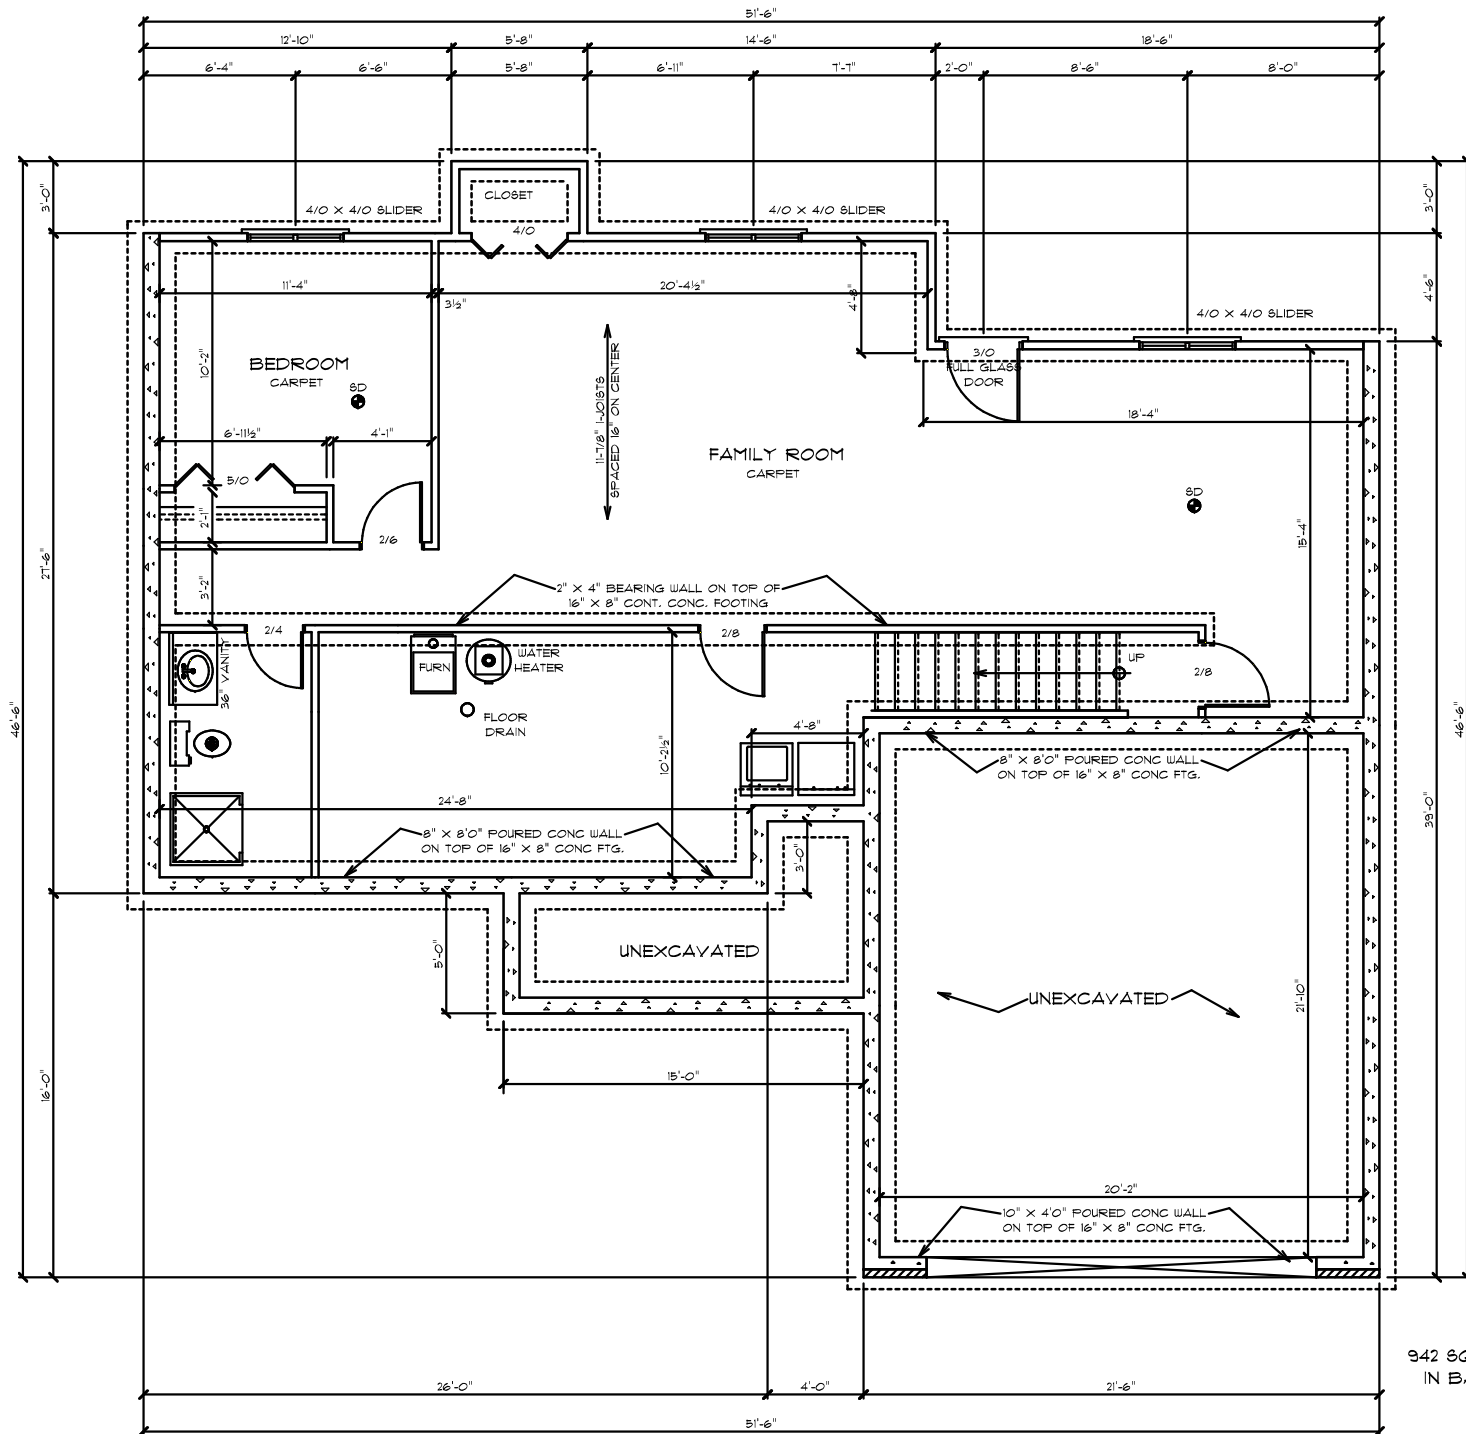 51'-6"
12'-10" 5'-8" 14'-6" 18'-6"
6'-4" 6'-6" 5'-8" 6'-11" 7'-7" 2'-0" 8'-6" 8'-0"
3'-0"
CLOSET
3'-0"
4/0 X 4/0 SLIDER
4/0 X 4/0 SLIDER
4/0
11'-4"
3½"
20'-4½"
4'-8"
4'-6"
4/0 X 4/0 SLIDER
10'-2"
BEDROOM
CARPET
SD
11-7/8" I-JOISTS
SPACED 16" ON CENTER
3/0
FULL GLASS
DOOR
18'-4"
6'-11½"
4'-1"
FAMILY ROOM
CARPET
5/0
SD
2'-1"
2/6
15'-4"
27'-6"
3'-2"
2" X 4" BEARING WALL ON TOP OF
16" X 8" CONT. CONC. FOOTING
2/4
2/8
36" VANITY
FURN
WATER
HEATER
UP
2/8
FLOOR
DRAIN
46'-6"
46'-6"
4'-8"
10'-2½"
8" X 8'0" POURED CONC WALL
ON TOP OF 16" X 8" CONC FTG.
24'-8"
39'-0"
8" X 8'0" POURED CONC WALL
ON TOP OF 16" X 8" CONC FTG.
3'-0"
5'-0"
UNEXCAVATED
UNEXCAVATED
21'-10"
15'-0"
16'-0"
20'-2"
10" X 4'0" POURED CONC WALL
ON TOP OF 16" X 8" CONC FTG.
942 SQ
IN BA
26'-0" 4'-0" 21'-6"
51'-6"